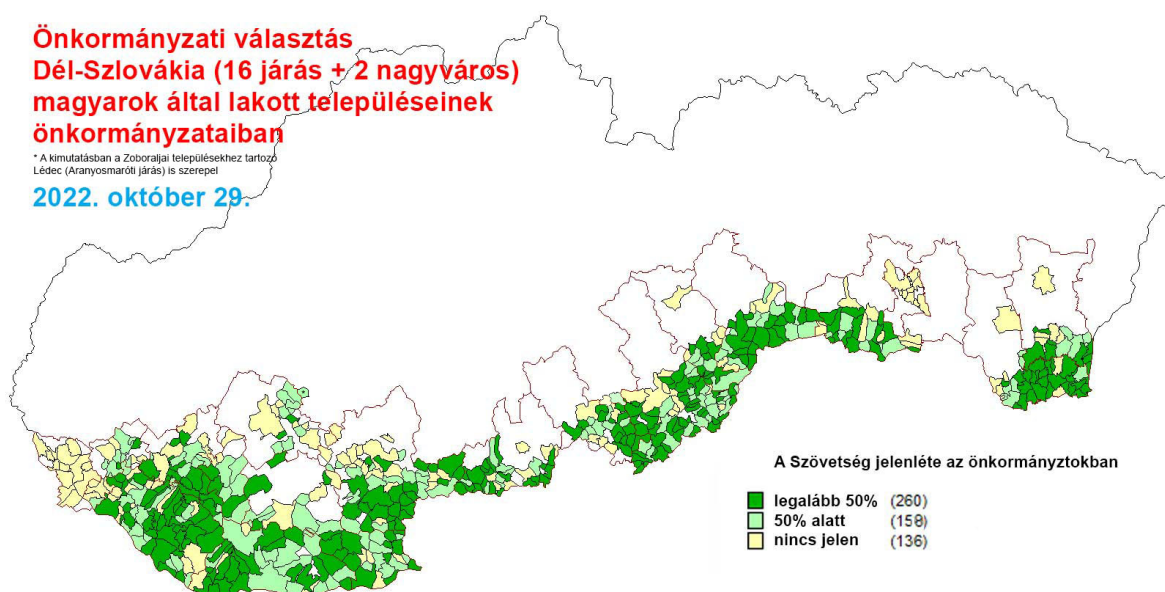 Önkormányzati választás
Dél-Szlovákia (16 járás + 2 nagyváros)
magyarok által lakott településeinek
önkormányzataiban
* A kimutatásban a Zoboraljai településekhez tartozó
Lédec (Aranyosmaróti járás) is szerepel
2022. október 29.
A Szövetség jelenléte az önkormányztokban
legalább 50% (260)
50% alatt (158)
nincs jelen (136)